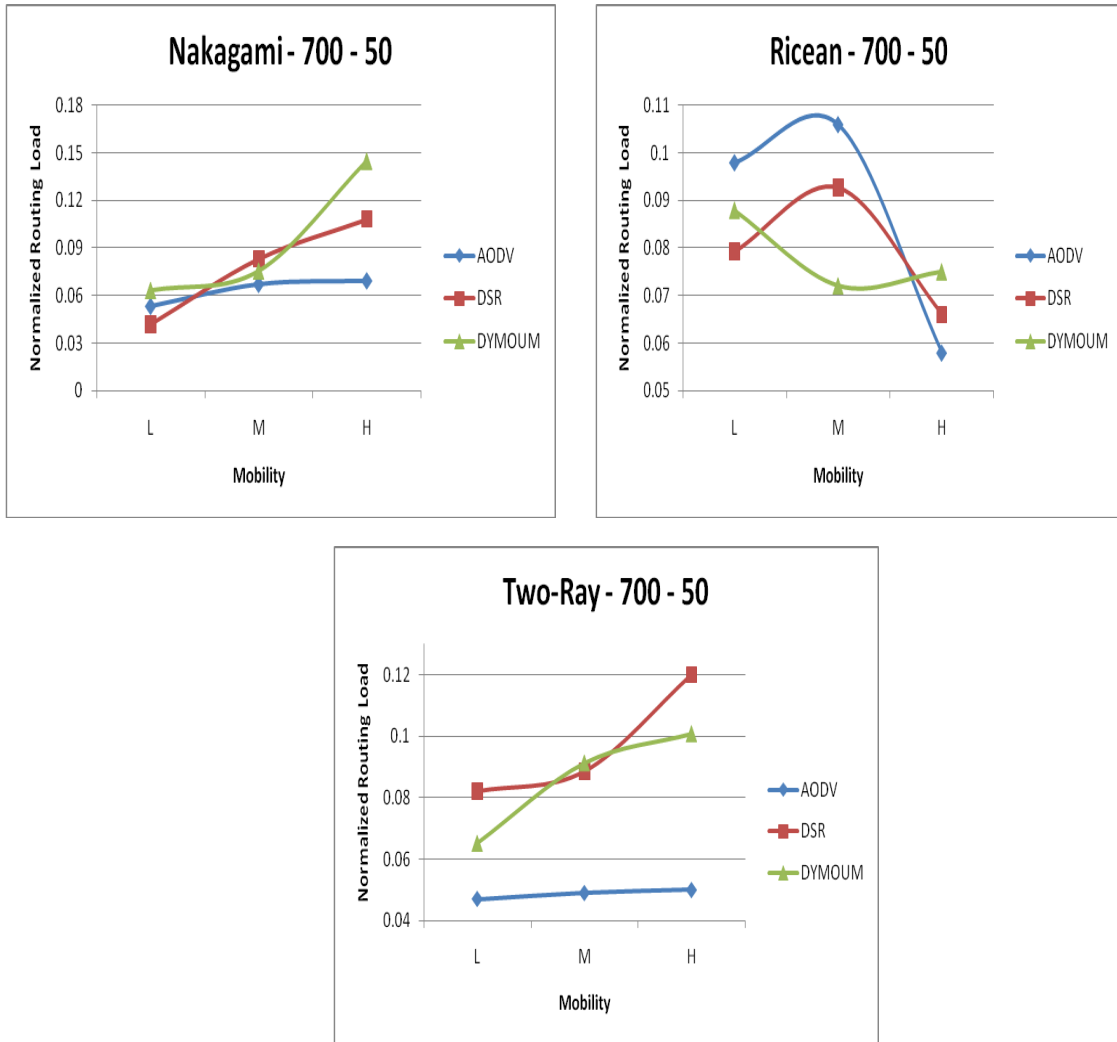 Nakagami - 700 - 50
Normalized Routing Load
0.18
0.15
0.12
0.09
0.06
0.03
0
L M H
Mobility
AODV
DSR
DYMOUM
Ricean - 700 - 50
Normalized Routing Load
0.11
0.1
0.09
0.08
0.07
0.06
0.05
L M H
Mobility
AODV
DSR
DYMOUM
Two-Ray - 700 - 50
Normalized Routing Load
0.12
0.1
0.08
0.06
0.04
L M H
Mobility
AODV
DSR
DYMOUM